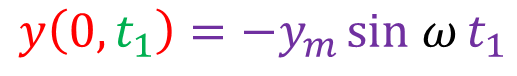 y(0, t₁) = −yₘ sin ω t₁